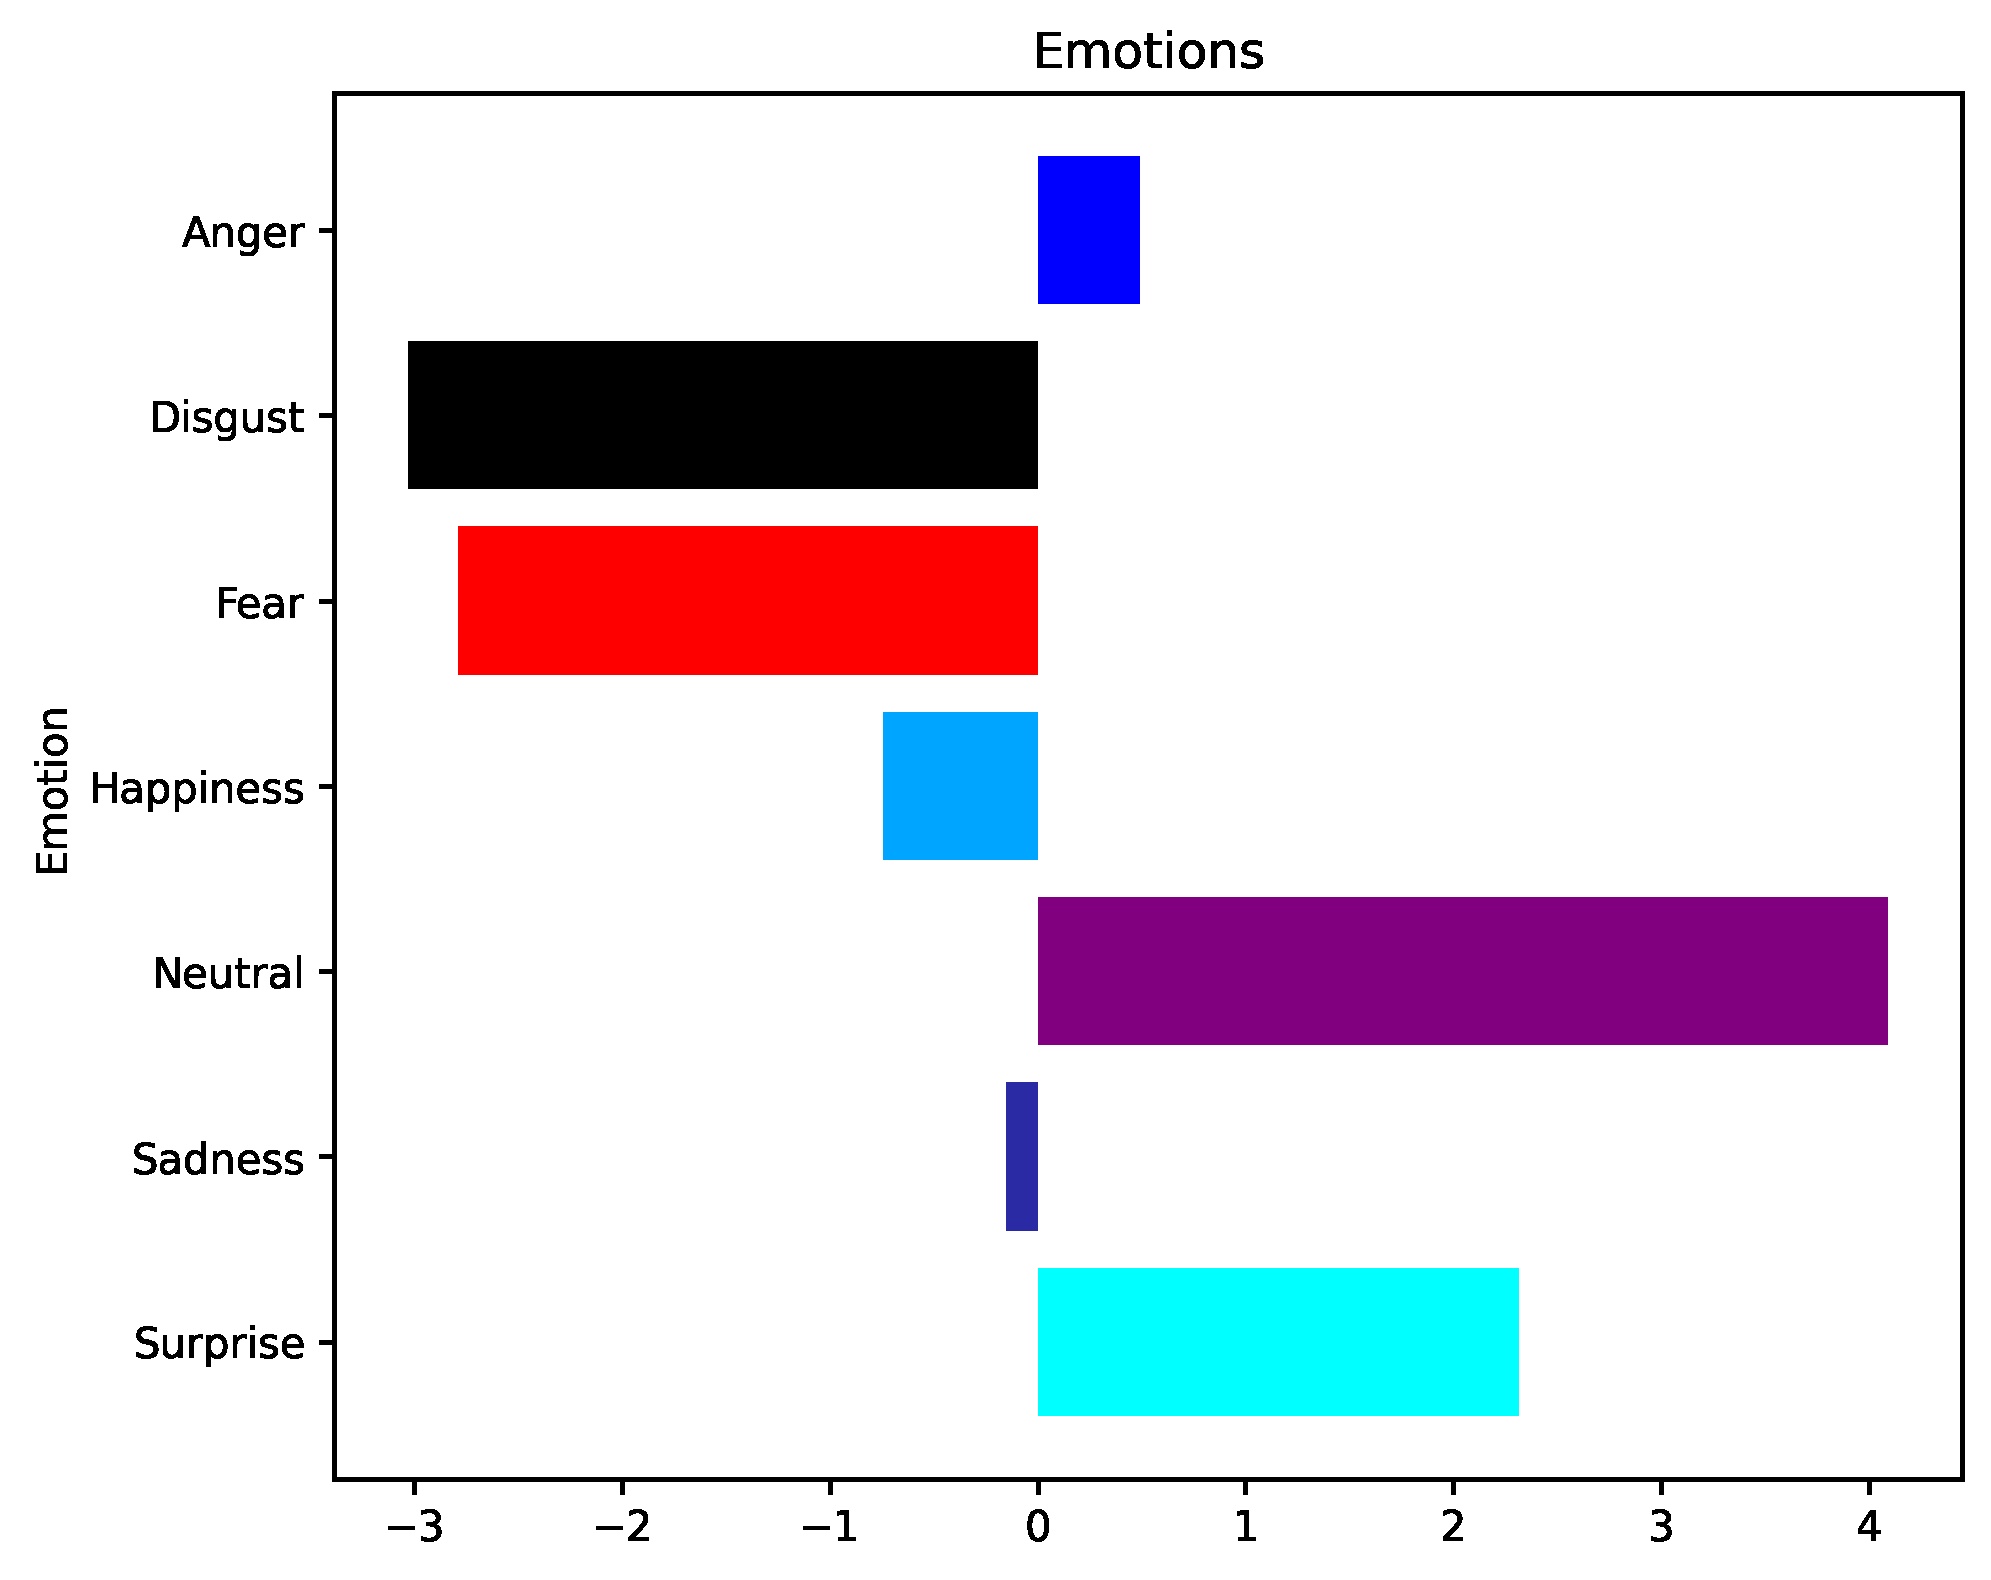 Emotions
Anger
Disgust
Fear
Happiness
Neutral
Sadness
Surprise
Emotion
−3 −2 −1 0 1 2 3 4